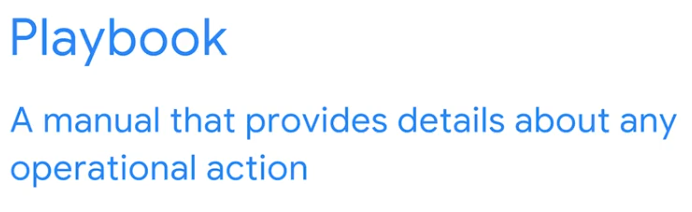 Playbook
A manual that provides details about any
operational action